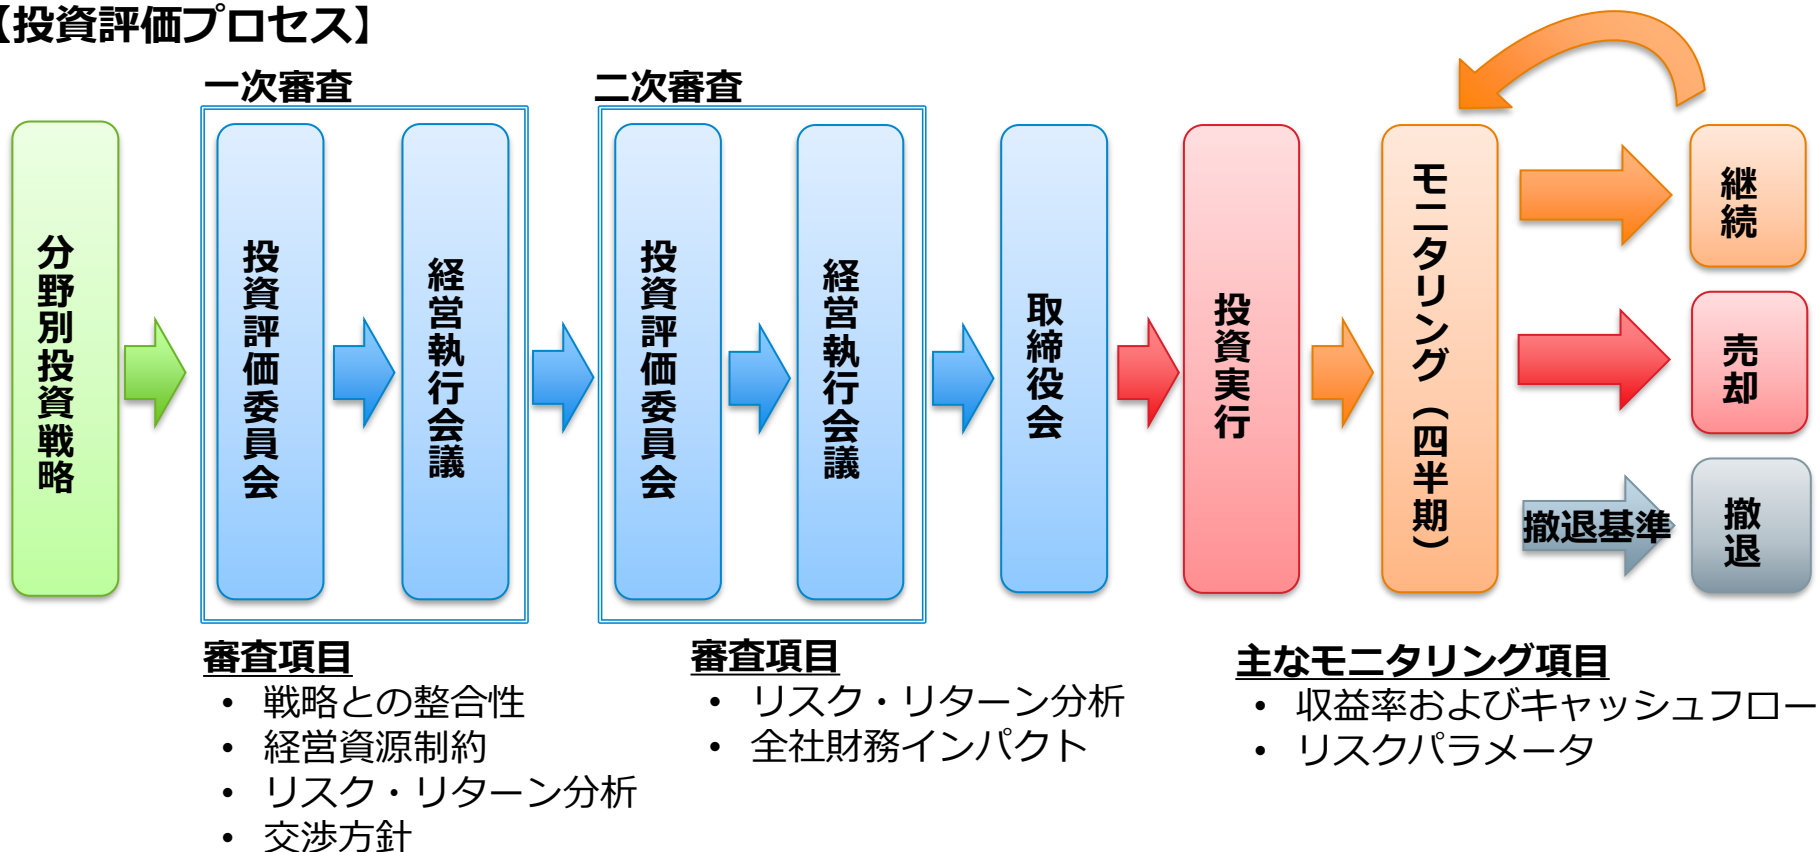 【投資評価プロセス】
一次審査
二次審査
分野別投資戦略
投資評価委員会
経営執行会議
投資評価委員会
経営執行会議
取締役会
投資実行
モニタリング（四半期）
継続
売却
撤退基準
撤退
審査項目
• 戦略との整合性
• 経営資源制約
• リスク・リターン分析
• 交渉方針
審査項目
• リスク・リターン分析
• 全社財務インパクト
主なモニタリング項目
• 収益率およびキャッシュフロー
• リスクパラメータ